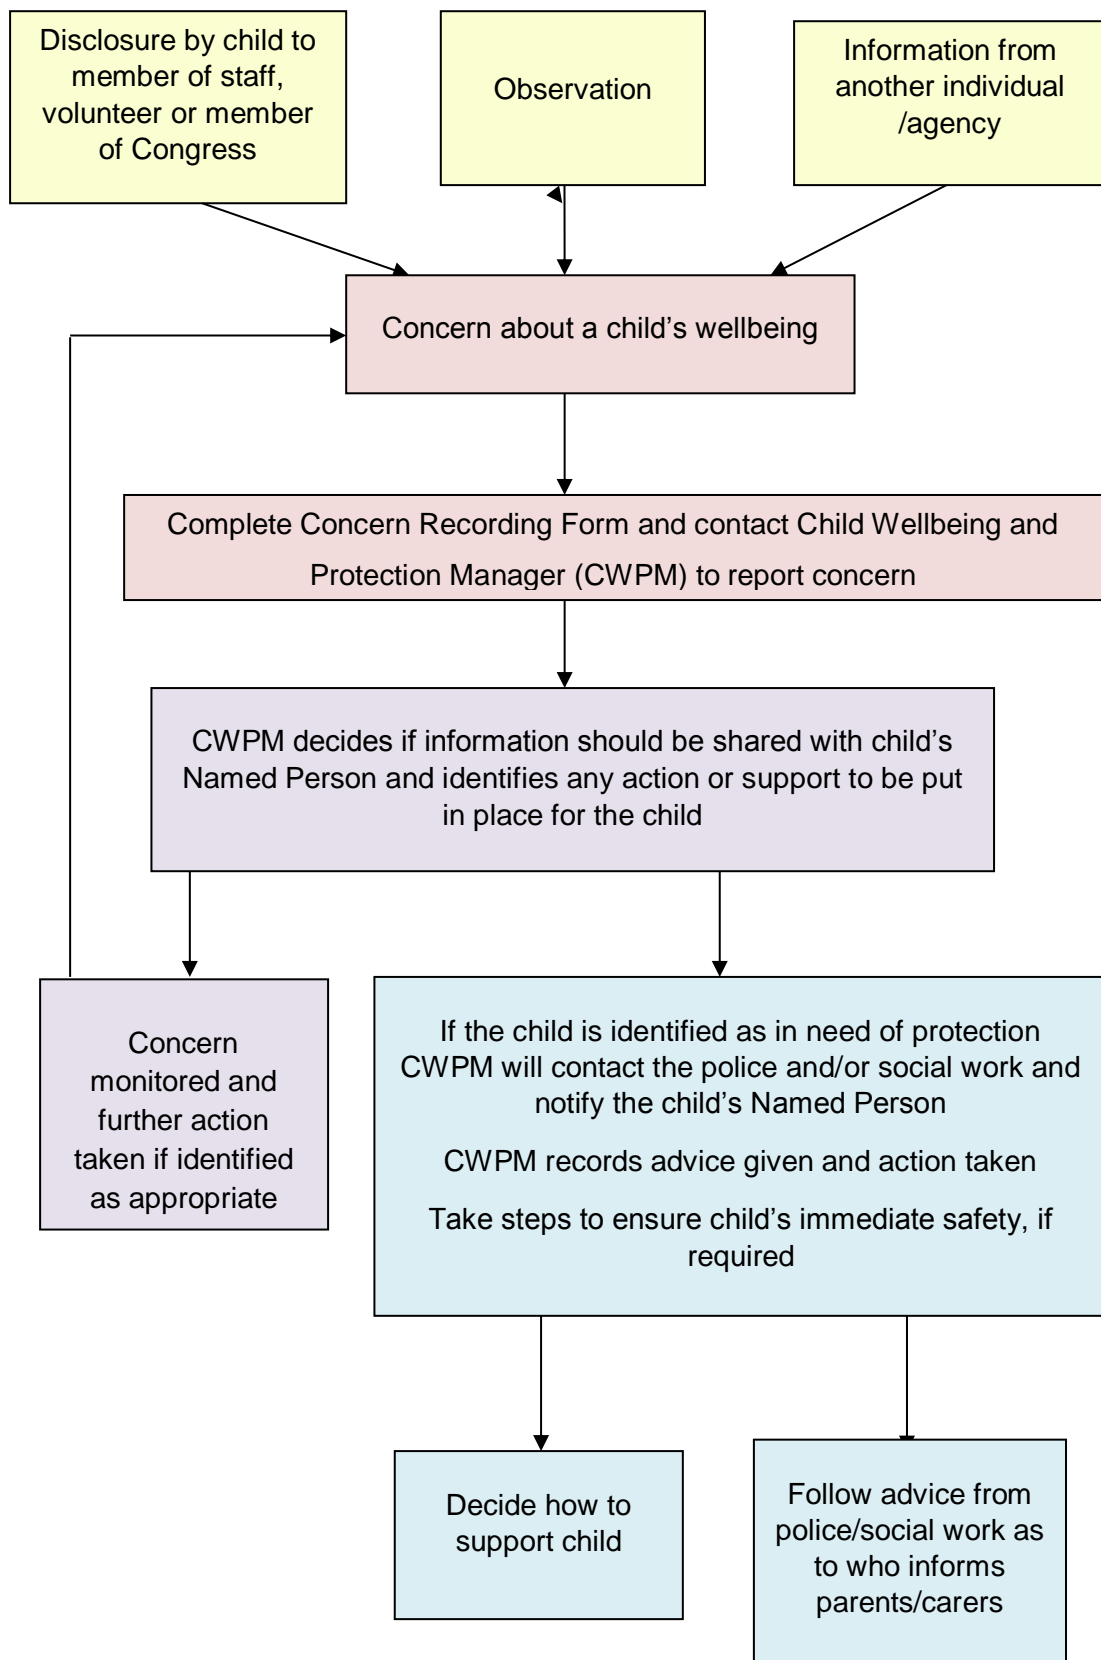 Disclosure by child to
member of staff,
volunteer or member
of Congress
Observation
Information from
another individual
/agency
Concern about a child’s wellbeing
Complete Concern Recording Form and contact Child Wellbeing and
Protection Manager (CWPM) to report concern
CWPM decides if information should be shared with child’s
Named Person and identifies any action or support to be put
in place for the child
Concern
monitored and
further action
taken if identified
as appropriate
If the child is identified as in need of protection
CWPM will contact the police and/or social work and
notify the child’s Named Person
CWPM records advice given and action taken
Take steps to ensure child’s immediate safety, if
required
Decide how to
support child
Follow advice from
police/social work as
to who informs
parents/carers